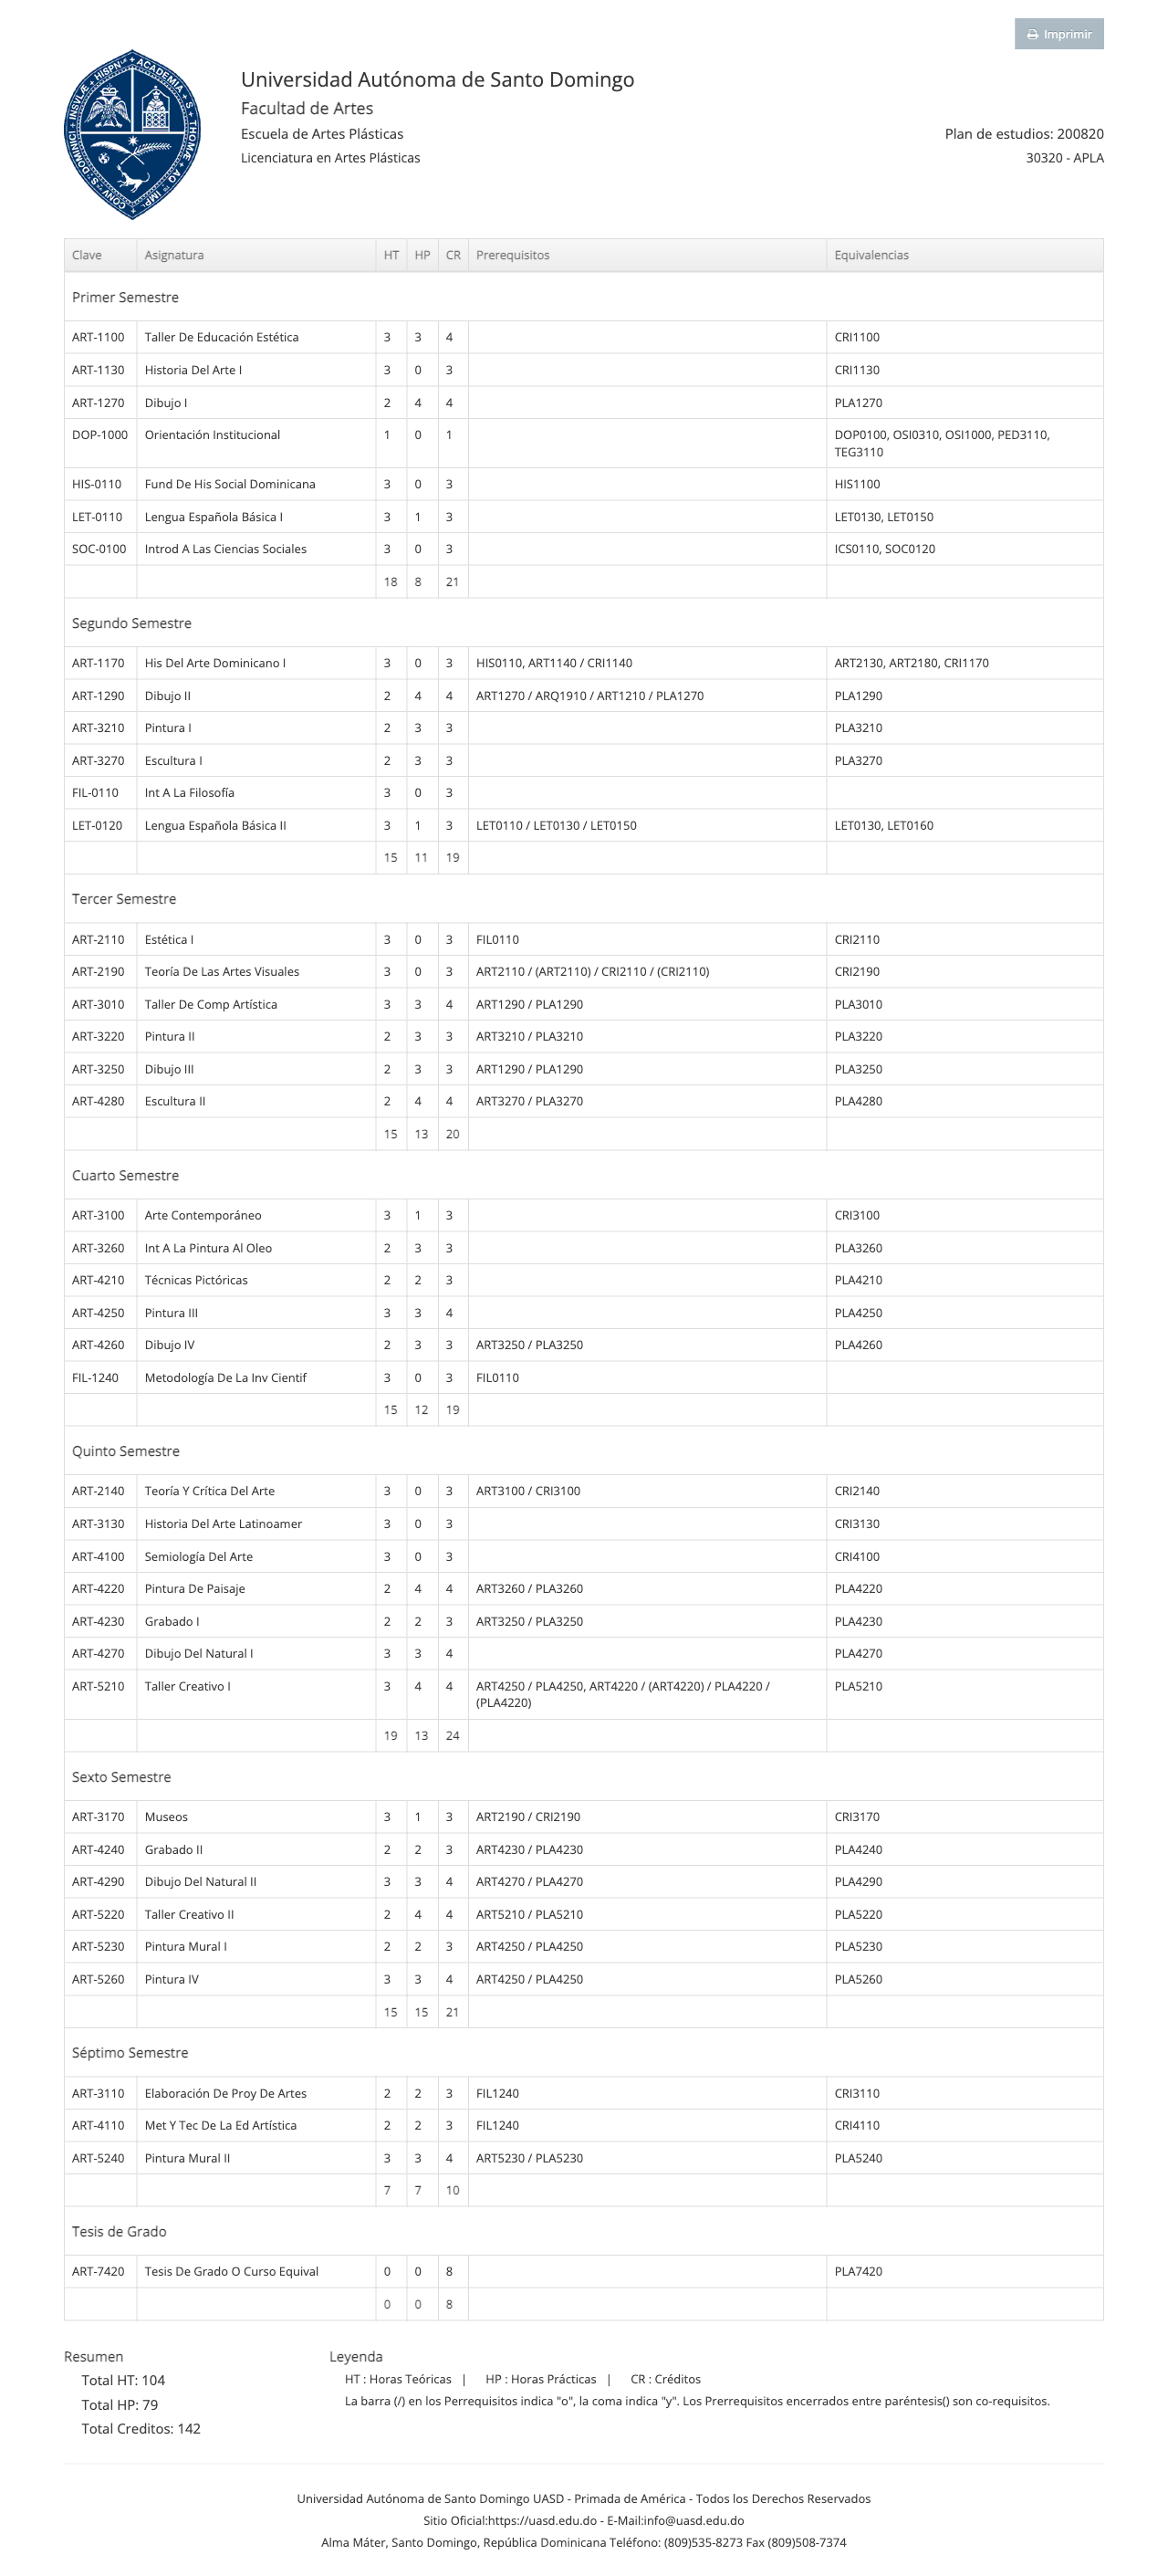 Imprimir
Universidad Autónoma de Santo Domingo
Facultad de Artes
Escuela de Artes Plásticas Plan de estudios: 200820
Licenciatura en Artes Plásticas 30320 - APLA
Clave Asignatura HT HP CR Prerequisitos Equivalencias
Primer Semestre
ART-1100 Taller De Educación Estética 3 3 4 CRI1100
ART-1130 Historia Del Arte I 3 0 3 CRI1130
ART-1270 Dibujo I 2 4 4 PLA1270
DOP-1000 Orientación Institucional 1 0 1 DOP0100, OSI0310, OSI1000, PED3110,
TEG3110
HIS-0110 Fund De His Social Dominicana 3 0 3 HIS1100
LET-0110 Lengua Española Básica I 3 1 3 LET0130, LET0150
SOC-0100 Introd A Las Ciencias Sociales 3 0 3 ICS0110, SOC0120
18 8 21
Segundo Semestre
ART-1170 His Del Arte Dominicano I 3 0 3 HIS0110, ART1140 / CRI1140 ART2130, ART2180, CRI1170
ART-1290 Dibujo II 2 4 4 ART1270 / ARQ1910 / ART1210 / PLA1270 PLA1290
ART-3210 Pintura I 2 3 3 PLA3210
ART-3270 Escultura I 2 3 3 PLA3270
FIL-0110 Int A La Filosofía 3 0 3
LET-0120 Lengua Española Básica II 3 1 3 LET0110 / LET0130 / LET0150 LET0130, LET0160
15 11 19
Tercer Semestre
ART-2110 Estética I 3 0 3 FIL0110 CRI2110
ART-2190 Teoría De Las Artes Visuales 3 0 3 ART2110 / (ART2110) / CRI2110 / (CRI2110) CRI2190
ART-3010 Taller De Comp Artística 3 3 4 ART1290 / PLA1290 PLA3010
ART-3220 Pintura II 2 3 3 ART3210 / PLA3210 PLA3220
ART-3250 Dibujo III 2 3 3 ART1290 / PLA1290 PLA3250
ART-4280 Escultura II 2 4 4 ART3270 / PLA3270 PLA4280
15 13 20
Cuarto Semestre
ART-3100 Arte Contemporáneo 3 1 3 CRI3100
ART-3260 Int A La Pintura Al Oleo 2 3 3 PLA3260
ART-4210 Técnicas Pictóricas 2 2 3 PLA4210
ART-4250 Pintura III 3 3 4 PLA4250
ART-4260 Dibujo IV 2 3 3 ART3250 / PLA3250 PLA4260
FIL-1240 Metodología De La Inv Cientif 3 0 3 FIL0110
15 12 19
Quinto Semestre
ART-2140 Teoría Y Crítica Del Arte 3 0 3 ART3100 / CRI3100 CRI2140
ART-3130 Historia Del Arte Latinoamer 3 0 3 CRI3130
ART-4100 Semiología Del Arte 3 0 3 CRI4100
ART-4220 Pintura De Paisaje 2 4 4 ART3260 / PLA3260 PLA4220
ART-4230 Grabado I 2 2 3 ART3250 / PLA3250 PLA4230
ART-4270 Dibujo Del Natural I 3 3 4 PLA4270
ART-5210 Taller Creativo I 3 4 4 ART4250 / PLA4250, ART4220 / (ART4220) / PLA4220 / PLA5210
(PLA4220)
19 13 24
Sexto Semestre
ART-3170 Museos 3 1 3 ART2190 / CRI2190 CRI3170
ART-4240 Grabado II 2 2 3 ART4230 / PLA4230 PLA4240
ART-4290 Dibujo Del Natural II 3 3 4 ART4270 / PLA4270 PLA4290
ART-5220 Taller Creativo II 2 4 4 ART5210 / PLA5210 PLA5220
ART-5230 Pintura Mural I 2 2 3 ART4250 / PLA4250 PLA5230
ART-5260 Pintura IV 3 3 4 ART4250 / PLA4250 PLA5260
15 15 21
Séptimo Semestre
ART-3110 Elaboración De Proy De Artes 2 2 3 FIL1240 CRI3110
ART-4110 Met Y Tec De La Ed Artística 2 2 3 FIL1240 CRI4110
ART-5240 Pintura Mural II 3 3 4 ART5230 / PLA5230 PLA5240
7 7 10
Tesis de Grado
ART-7420 Tesis De Grado O Curso Equival 0 0 8 PLA7420
0 0 8
Resumen Leyenda
Total HT: 104 HT : Horas Teóricas | HP : Horas Prácticas | CR : Créditos
Total HP: 79 La barra (/) en los Perrequisitos indica "o", la coma indica "y". Los Prerrequisitos encerrados entre paréntesis() son co-requisitos.
Total Creditos: 142
Universidad Autónoma de Santo Domingo UASD - Primada de América - Todos los Derechos Reservados
Sitio Oficial:https://uasd.edu.do - E-Mail:info@uasd.edu.do
Alma Máter, Santo Domingo, República Dominicana Teléfono: (809)535-8273 Fax (809)508-7374